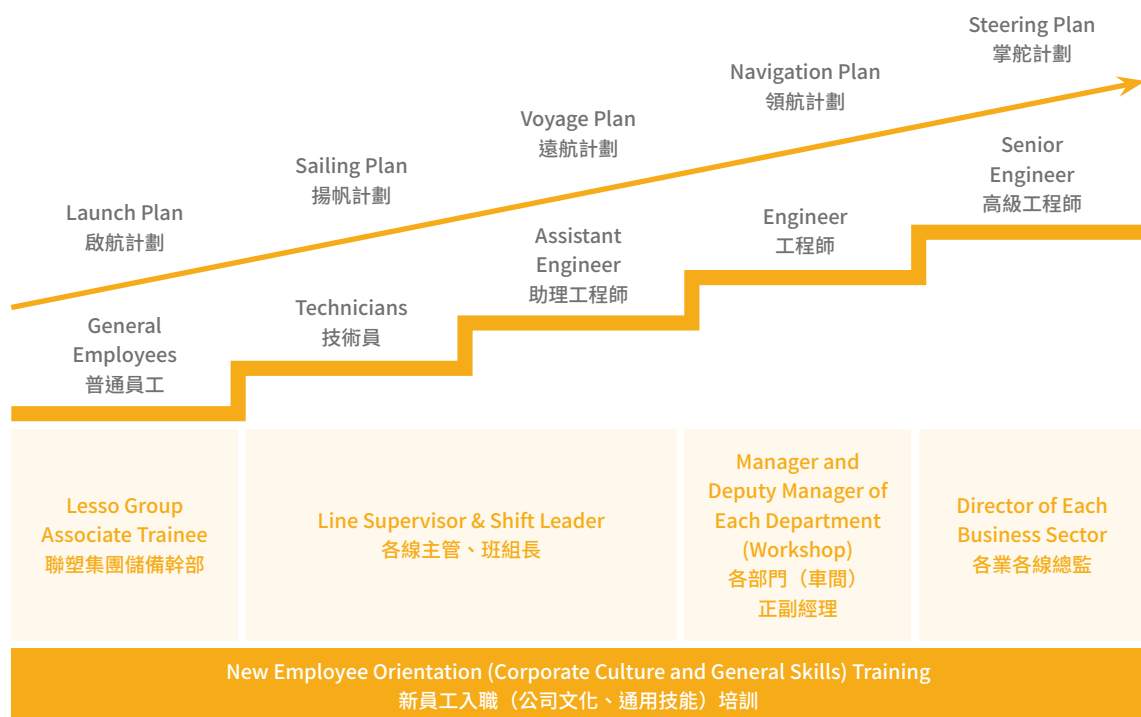 Steering Plan
掌舵計劃
Navigation Plan
領航計劃
Voyage Plan
遠航計劃
Sailing Plan
揚帆計劃
Launch Plan
啟航計劃
Senior
Engineer
高級工程師
Engineer
工程師
Assistant
Engineer
助理工程師
Technicians
技術員
General
Employees
普通員工
Lesso Group
Associate Trainee
聯塑集團儲備幹部
Line Supervisor & Shift Leader
各線主管、班組長
Manager and
Deputy Manager of
Each Department
(Workshop)
各部門（車間）
正副經理
Director of Each
Business Sector
各業各線總監
New Employee Orientation (Corporate Culture and General Skills) Training
新員工入職（公司文化、通用技能）培訓